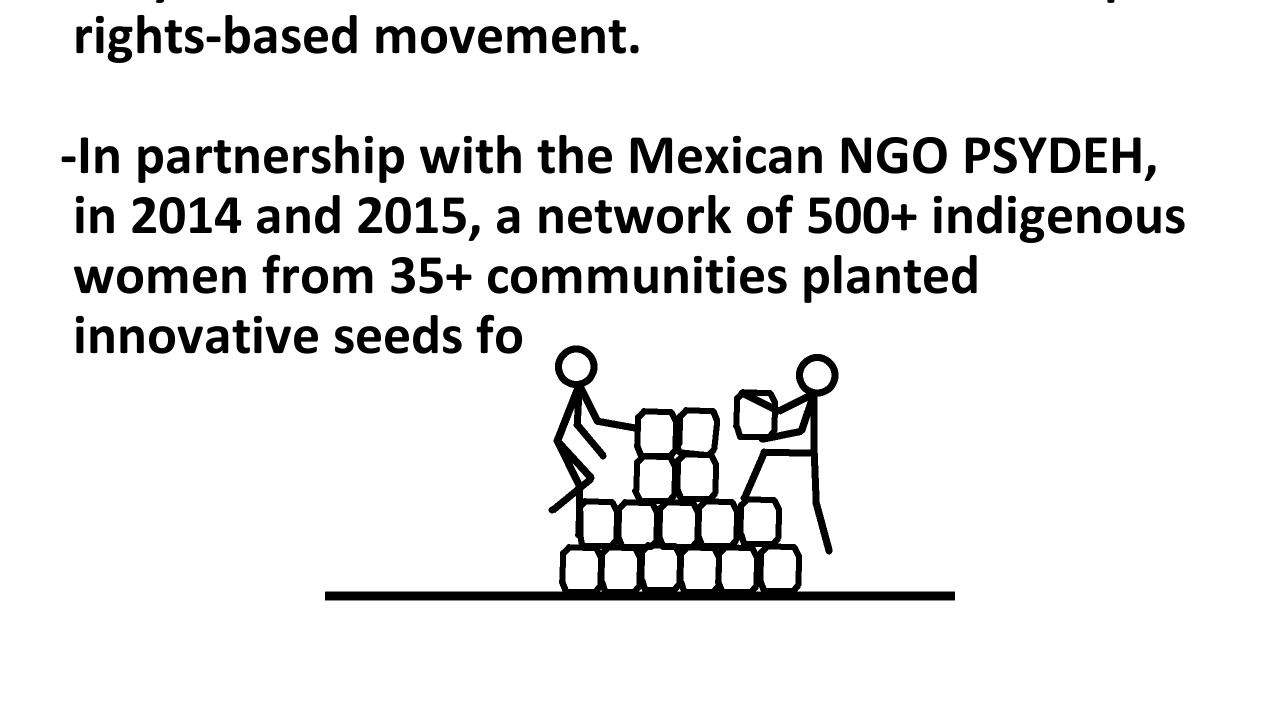 rights-based movement.
-In partnership with the Mexican NGO PSYDEH,
in 2014 and 2015, a network of 500+ indigenous
women from 35+ communities planted
innovative seeds fo